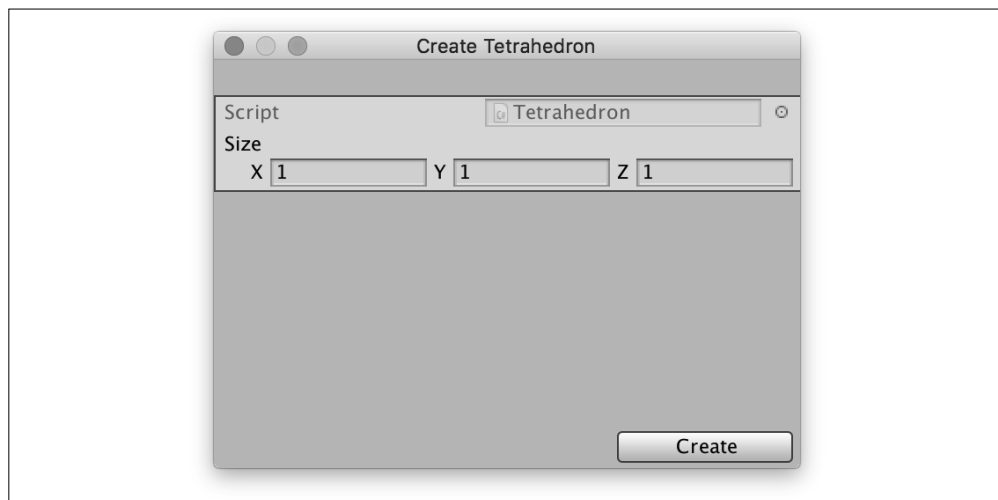 Create Tetrahedron
Script Tetrahedron
Size
X 1 Y 1 Z 1
Create